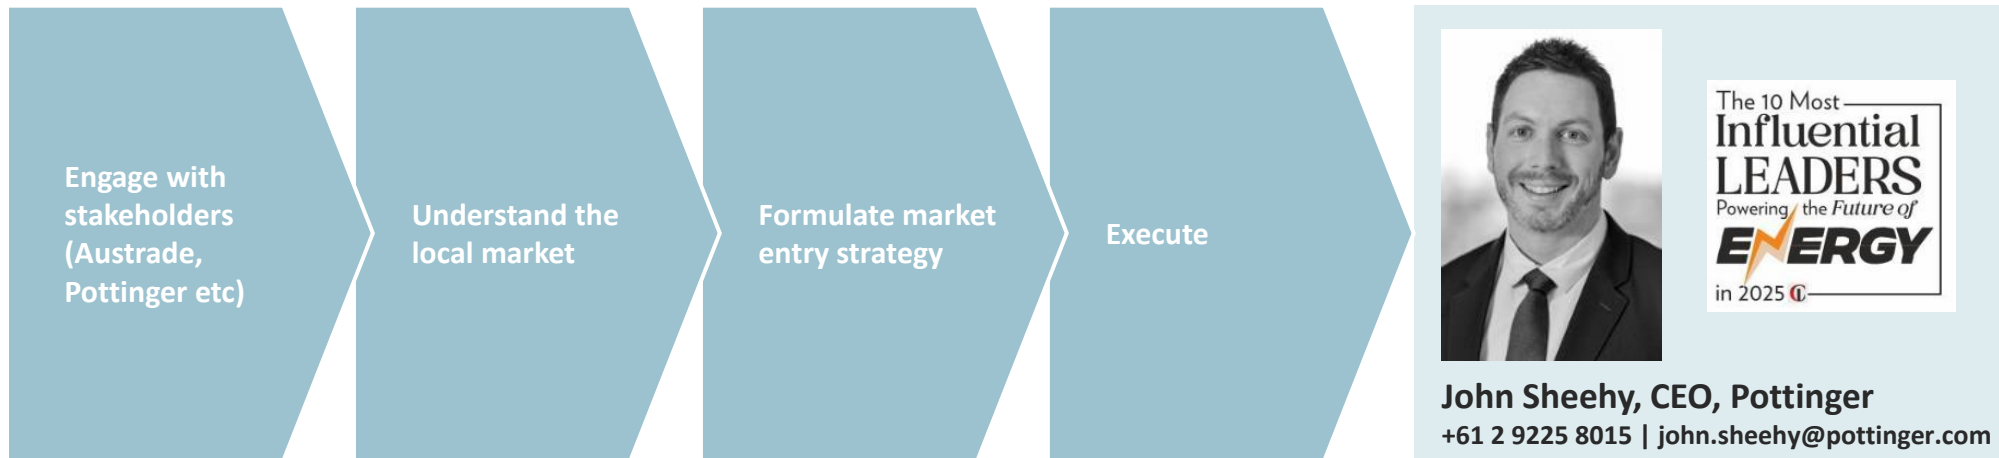 Engage with
stakeholders
(Austrade,
Pottinger etc)
Understand the
local market
Formulate market
entry strategy
Execute
The 10 Most
Influential
LEADERS
Powering the Future of
ENERGY
in 2025 CL
John Sheehy, CEO, Pottinger
+61 2 9225 8015 | john.sheehy@pottinger.com